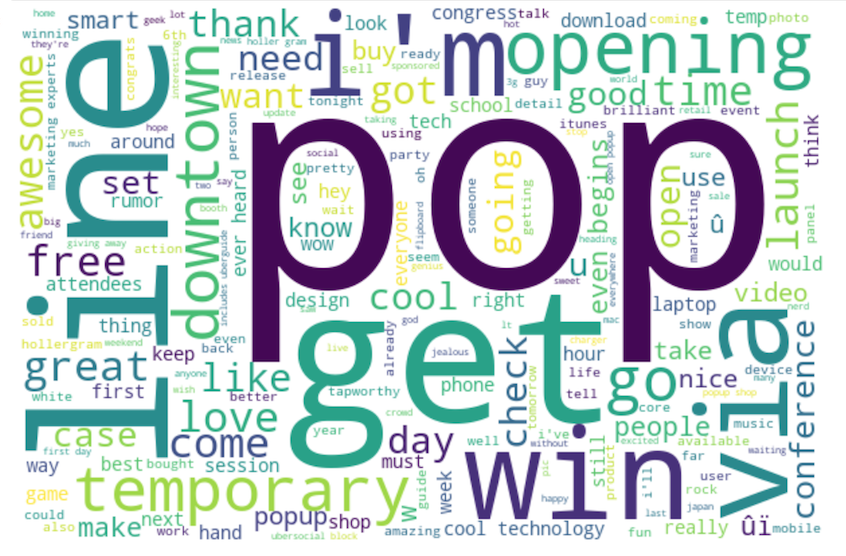 home
geek
lot
smart
winning
they're
6th
thank
news
holler gram
i'm
look
congress
talk
hot
download
coming
temp
photo
opening
need
buy
ready
sell
sponsored
release
tonight
want
got
3g
guy
school
detail
good
time
world
brilliant
retail
event
awesome
marketing experts
congrats
interesting
line
downtown
update
taking
using
tech
itunes
stop
launch
think
yes
hope
much
around
person
ever heard
pop
social
pretty
party
oh
see
hey
wait
know
wow
everyone
flipboard
someone
going
getting
begins
even
open popup
open
marketing
sure
use
sale
û
set
rumor
two
say
booth
big
friend
giving away
action
free
attendees
includes uberguide
seem
genius
heading
u
sweet
everywhere
panel
would
design
cool
right
laptop
video
show
nerd
sold
thing
hollergram
weekend
even
back
god
already
live
lt
mac
charger
hour
take
via
device
many
great
keep
first
anyone
wish
like
better
get
jealous
tapworthy
phone
check
tomorrow
life
tell
go
nice
popup shop
core
conference
white
love
year
crowd
people
music
case
first day
come
day
well
i've
without
excited
available
waiting
far
way
best
bought
session
must
week
win
pic
still
product
i'll
user
game
temporary
w
guide
happy
rock
could
also
make
next
work
hand
popup
shop
ubersocial
block
amazing
cool technology
last
japan
fun
really
ûï
mobile